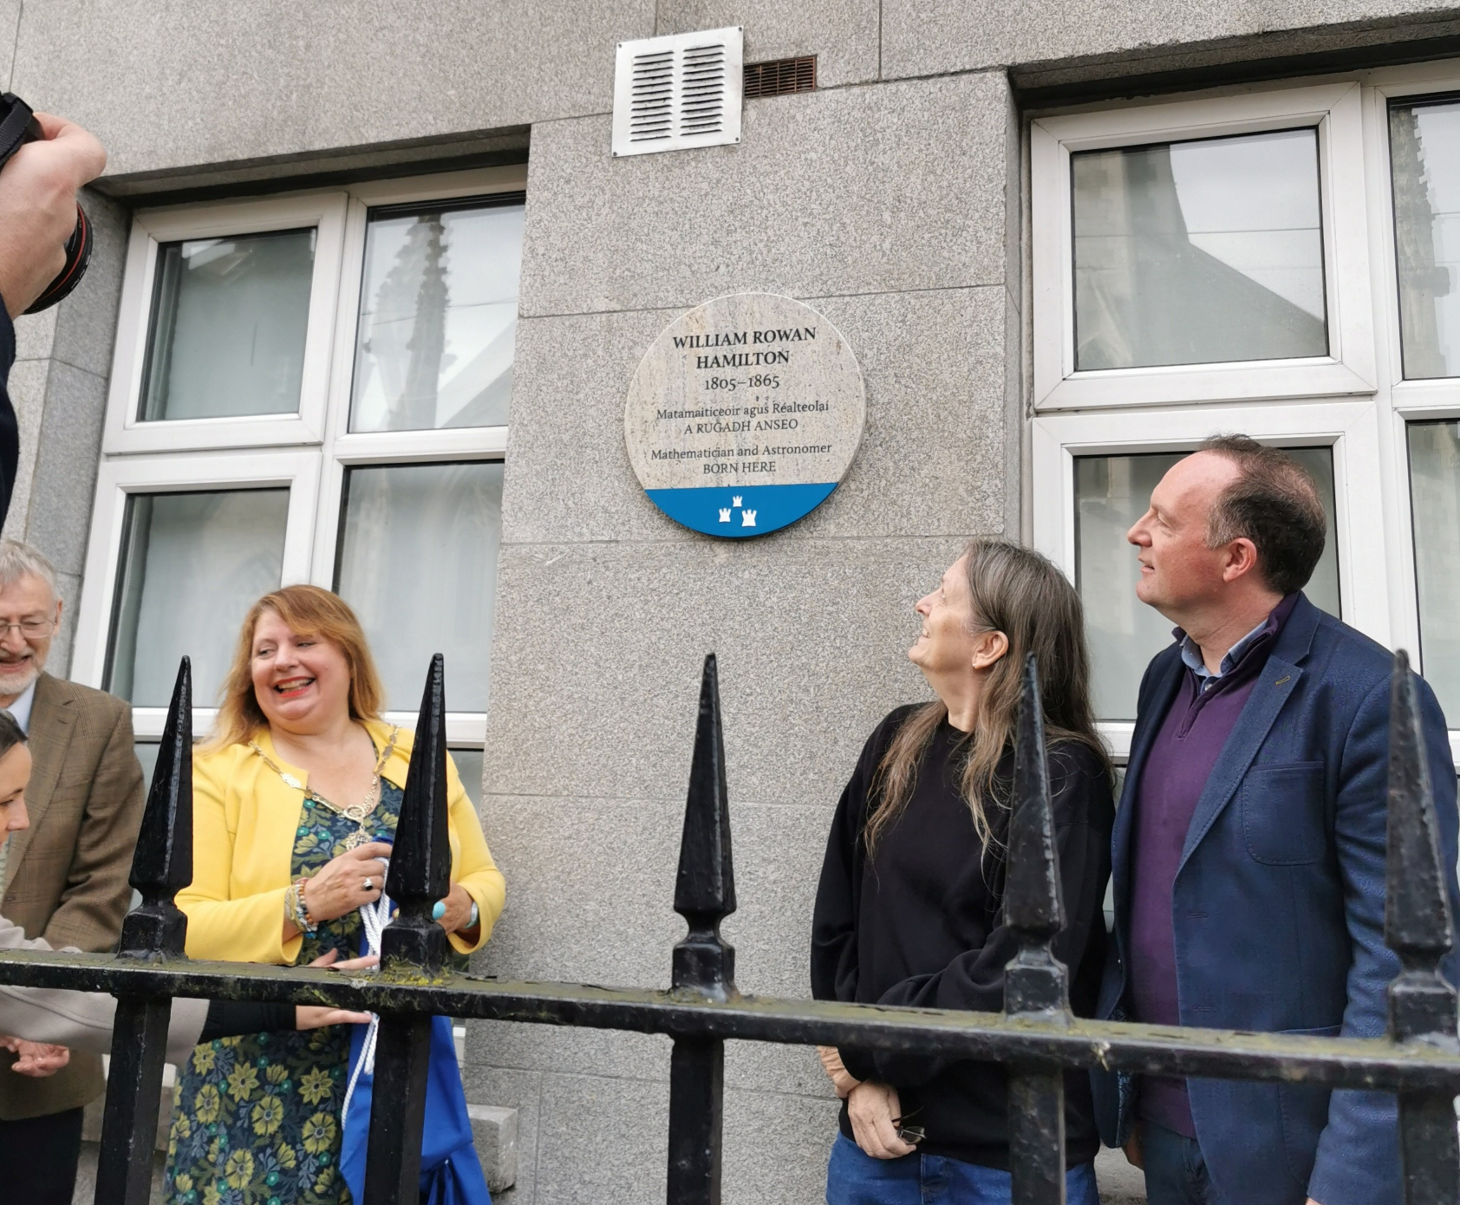 WILLIAM ROWAN
HAMILTON
1805–1865
Matamaiticeoir agus Réalteolaí
A RUGADH ANSEO
Mathematician and Astronomer
BORN HERE